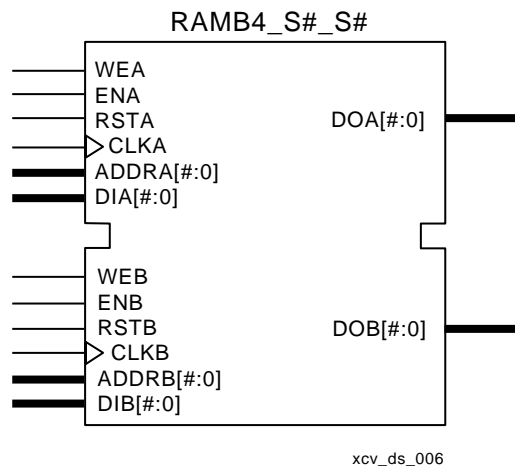 RAMB4_S#_S#
WEA
ENA
RSTA
CLKA
ADDRA[#:0]
DIA[#:0]
DOA[#:0]
WEB
ENB
RSTB
CLKB
ADDRB[#:0]
DIB[#:0]
DOB[#:0]
xcv_ds_006